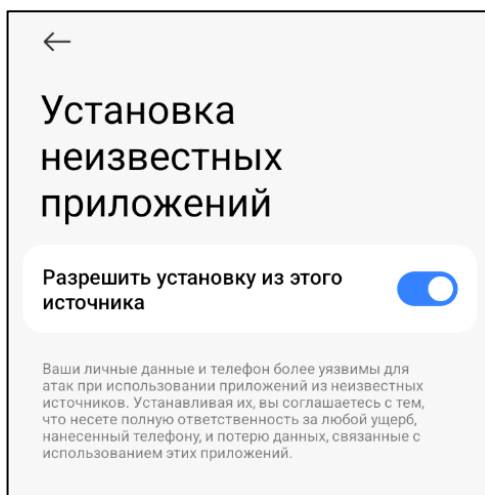 Установка
неизвестных
приложений
Разрешить установку из этого
источника
Ваши личные данные и телефон более уязвимы для
атак при использовании приложений из неизвестных
источников. Устанавливая их, вы соглашаетесь с тем,
что несете полную ответственность за любой ущерб,
нанесенный телефону, и потерю данных, связанные с
использованием этих приложений.